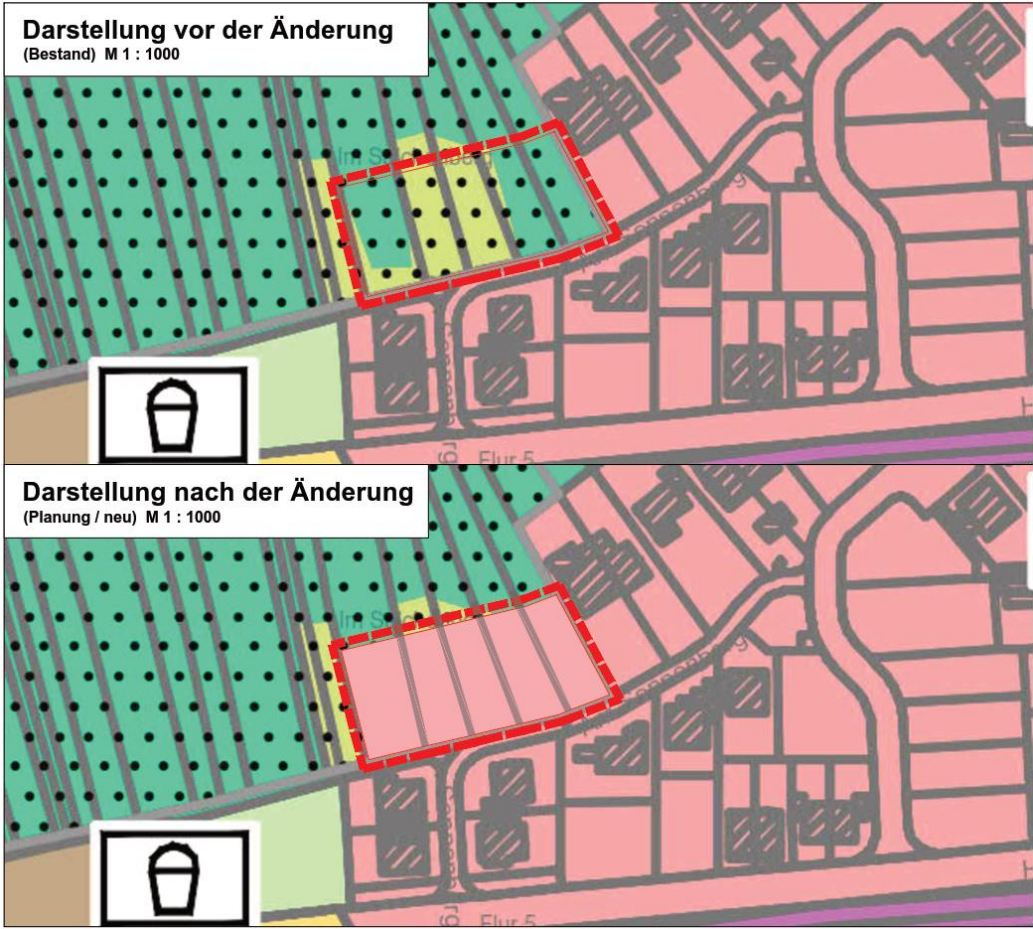 Darstellung vor der Änderung
(Bestand) M 1 : 1000
Flur 5
Darstellung nach der Änderung
(Planung / neu) M 1 : 1000
Flur 5